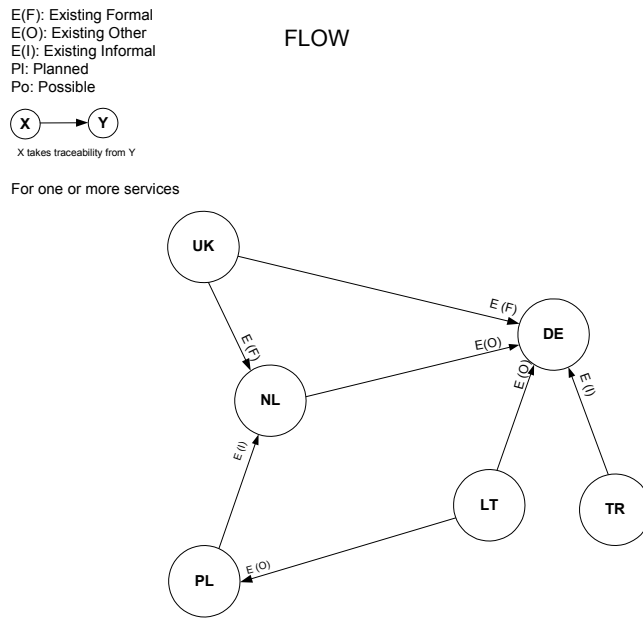 E(F): Existing Formal
E(O): Existing Other
E(I): Existing Informal
Pl: Planned
Po: Possible
FLOW
X
Y
X takes traceability from Y
For one or more services
UK
E (F)
DE
E (F)
E(O)
E (O)
E (I)
NL
E (I)
LT
TR
E (O)
PL